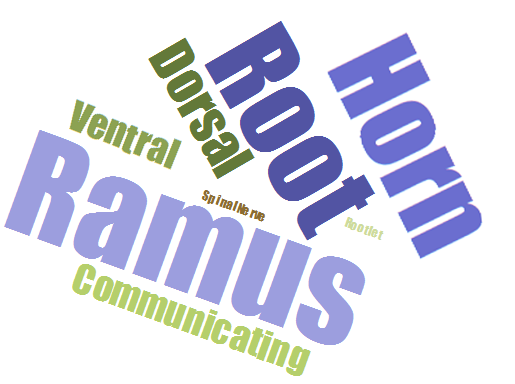 Dorsal
Root
Horn
Ventral
Ramus
SpinalNerve
Rootlet
Communicating